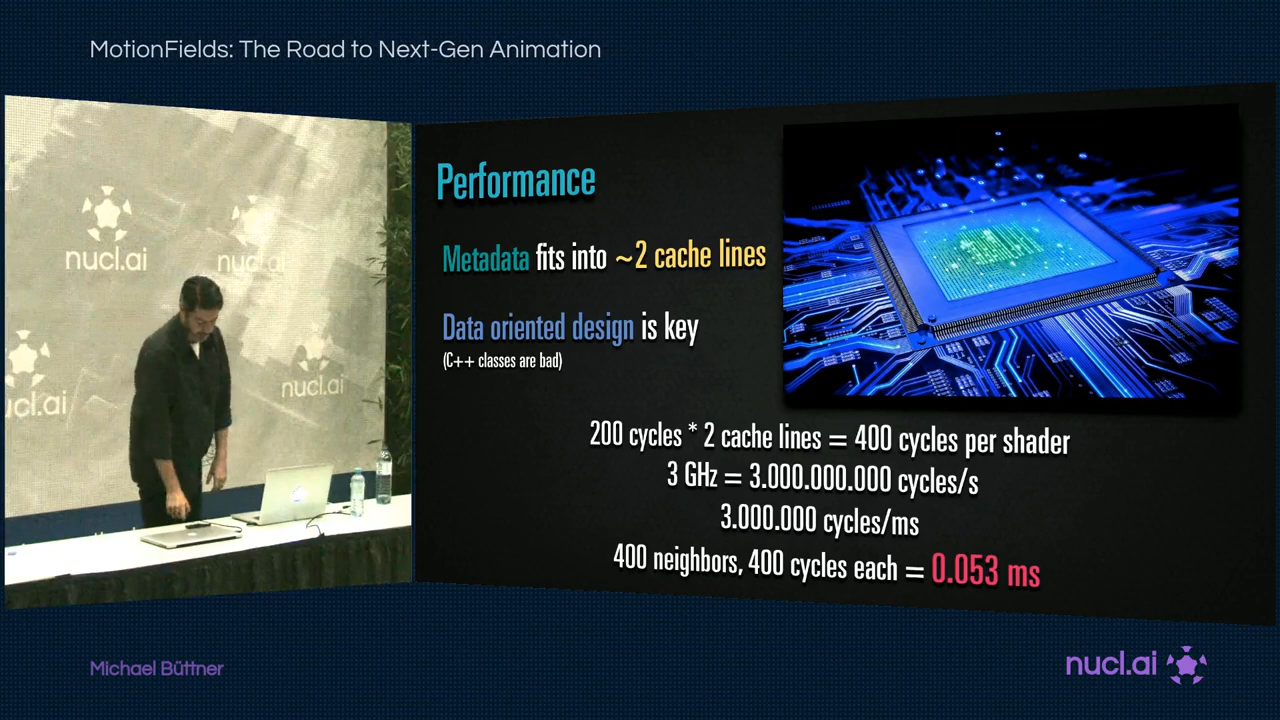 MotionFields: The Road to Next-Gen Animation
nucl.ai
nucl.ai
nucl.ai
ucl.ai
Performance
Metadata fits into ~2 cache lines
Data oriented design is key
(C++ classes are bad)
200 cycles * 2 cache lines = 400 cycles per shader
3 GHz = 3.000.000.000 cycles/s
3.000.000 cycles/ms
400 neighbors, 400 cycles each = 0.053 ms
Michael Büttner
nucl.ai